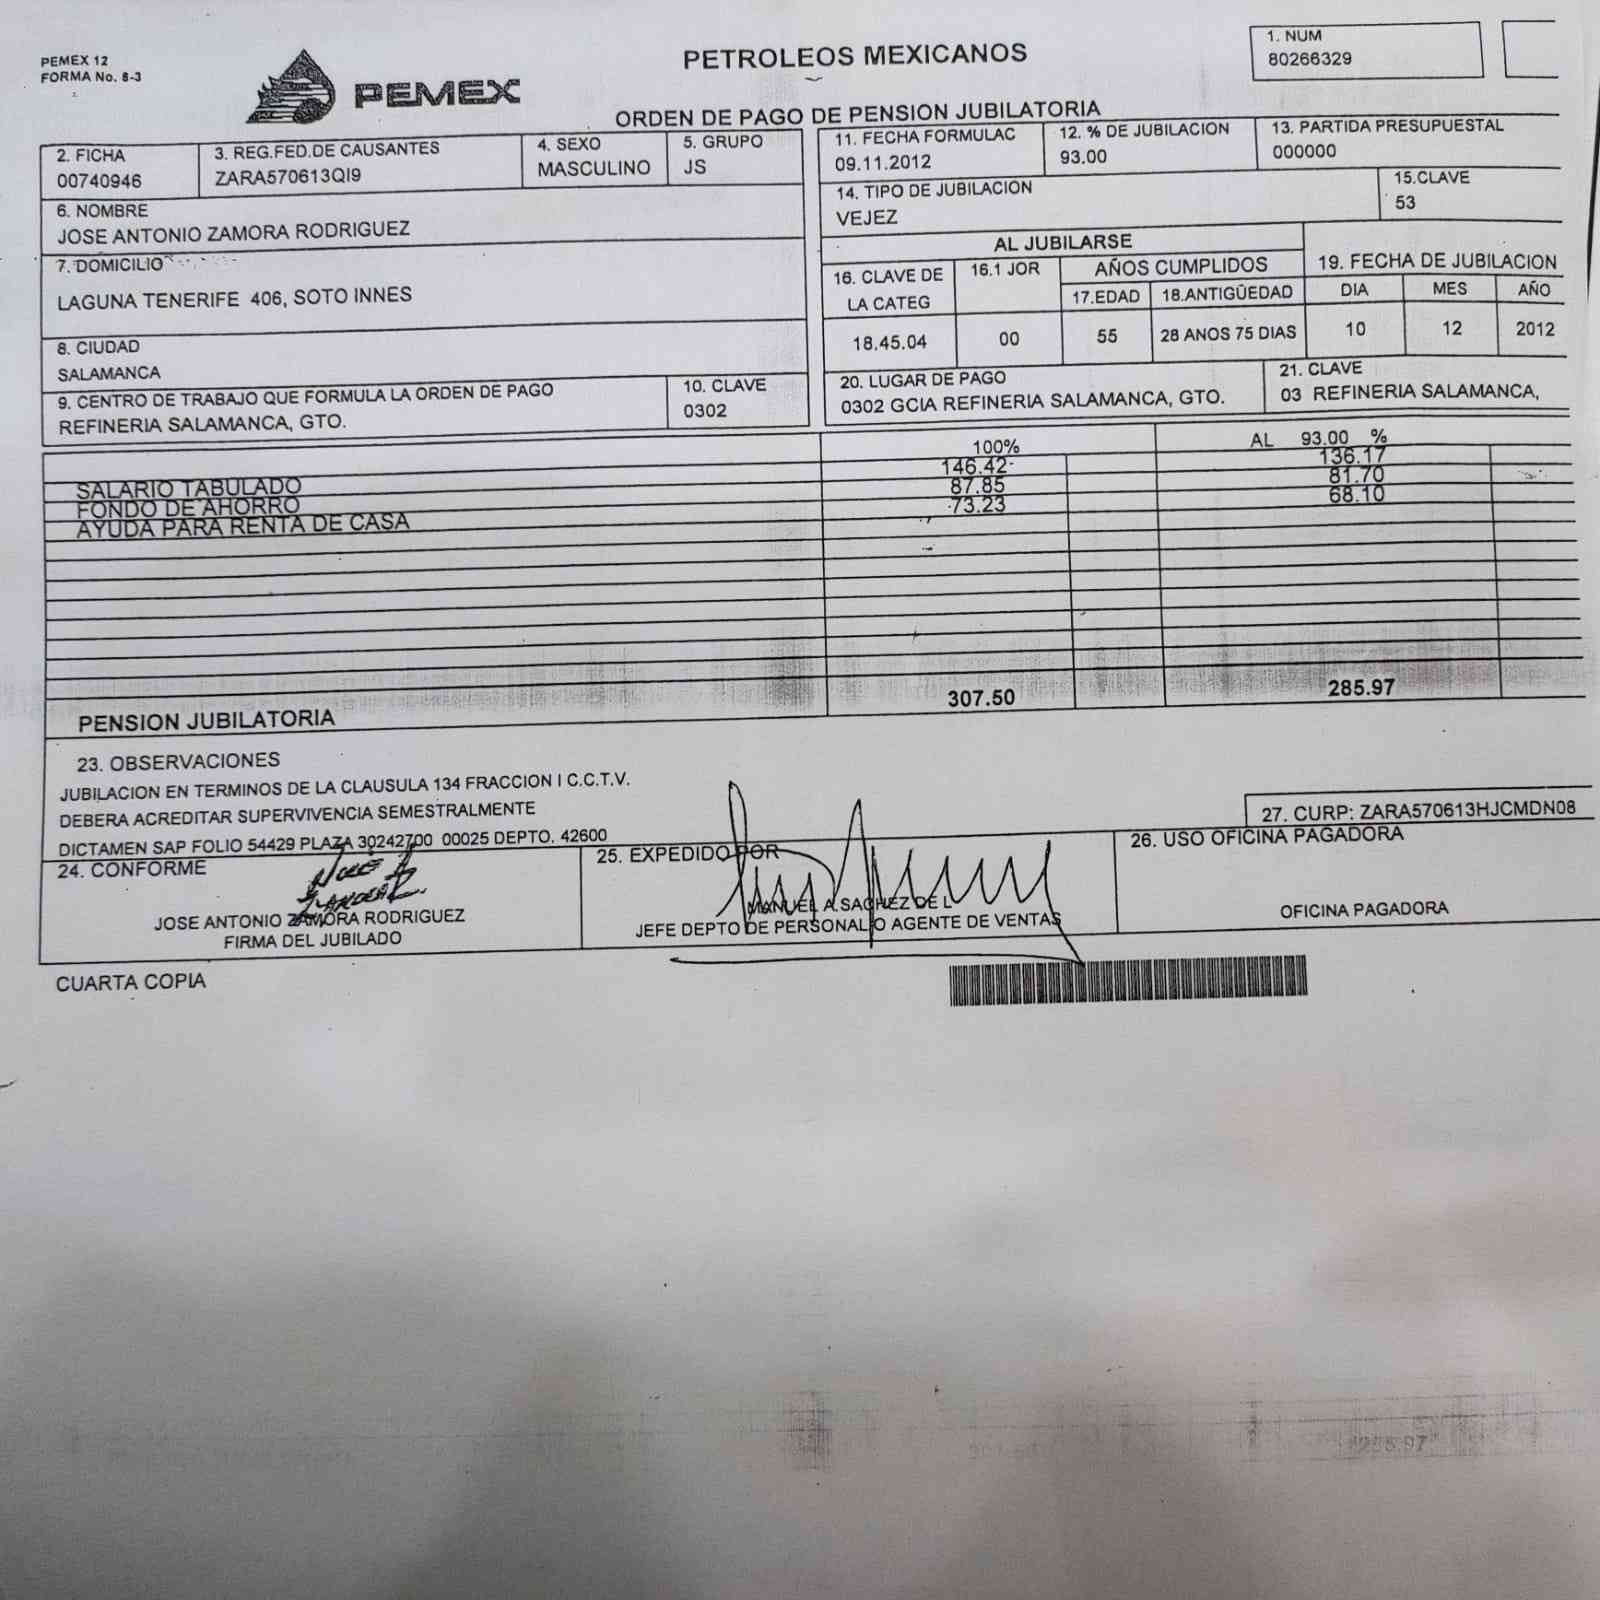 PEMEX 12
FORMA No. 8-3
PEMEX
PETROLEOS MEXICANOS
ORDEN DE PAGO DE PENSION JUBILATORIA
1. NUM
80266329
2. FICHA
00740946
3. REG.FED.DE CAUSANTES
ZARA570613QI9
4. SEXO
MASCULINO
5. GRUPO
JS
6. NOMBRE
JOSE ANTONIO ZAMORA RODRIGUEZ
7. DOMICILIO
LAGUNA TENERIFE 406, SOTO INNES
8. CIUDAD
SALAMANCA
9. CENTRO DE TRABAJO QUE FORMULA LA ORDEN DE PAGO
REFINERIA SALAMANCA, GTO.
10. CLAVE
0302
11. FECHA FORMULAC
09.11.2012
12. % DE JUBILACION
93.00
13. PARTIDA PRESUPUESTAL
000000
14. TIPO DE JUBILACION
VEJEZ
15.CLAVE
53
AL JUBILARSE
16. CLAVE DE
LA CATEG
18.45.04
16.1 JOR
00
AÑOS CUMPLIDOS
17.EDAD
55
18.ANTIGÜEDAD
28 ANOS 75 DIAS
19. FECHA DE JUBILACION
DIA MES AÑO
10 12 2012
20. LUGAR DE PAGO
0302 GCIA REFINERIA SALAMANCA, GTO.
21. CLAVE
03 REFINERIA SALAMANCA,
100% AL 93.00 %
SALARIO TABULADO 146.42 136.17
FONDO DE AHORRO 87.85 81.70
AYUDA PARA RENTA DE CASA 73.23 68.10
PENSION JUBILATORIA 307.50 285.97
23. OBSERVACIONES
JUBILACION EN TERMINOS DE LA CLAUSULA 134 FRACCION I C.C.T.V.
DEBERA ACREDITAR SUPERVIVENCIA SEMESTRALMENTE
DICTAMEN SAP FOLIO 54429 PLAZA 30242700 00025 DEPTO. 42600
27. CURP: ZARA570613HJCMDN08
24. CONFORME
JOSE ANTONIO ZAMORA RODRIGUEZ
FIRMA DEL JUBILADO
25. EXPEDIDO POR
MANUEL A.SACHEZ DE L
JEFE DEPTO DE PERSONAL O AGENTE DE VENTAS
26. USO OFICINA PAGADORA
OFICINA PAGADORA
CUARTA COPIA